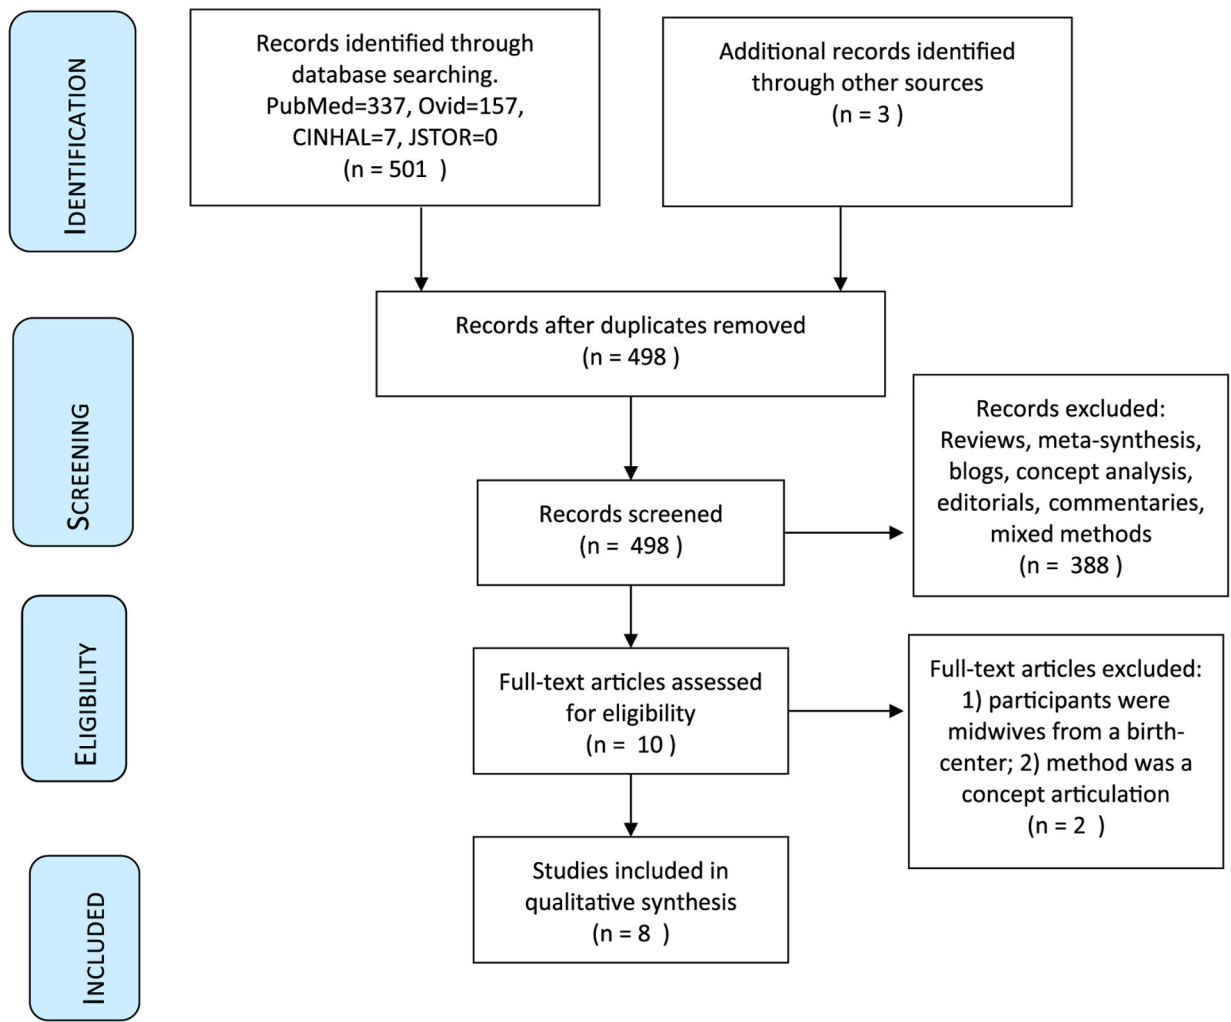 IDENTIFICATION
Records identified through
database searching.
PubMed=337, Ovid=157,
CINHAL=7, JSTOR=0
(n = 501 )
Additional records identified
through other sources
(n = 3 )
SCREENING
Records after duplicates removed
(n = 498 )
Records screened
(n = 498 )
Records excluded:
Reviews, meta-synthesis,
blogs, concept analysis,
editorials, commentaries,
mixed methods
(n = 388 )
ELIGIBILITY
Full-text articles assessed
for eligibility
(n = 10 )
Full-text articles excluded:
1) participants were
midwives from a birth-
center; 2) method was a
concept articulation
(n = 2 )
INCLUDED
Studies included in
qualitative synthesis
(n = 8 )